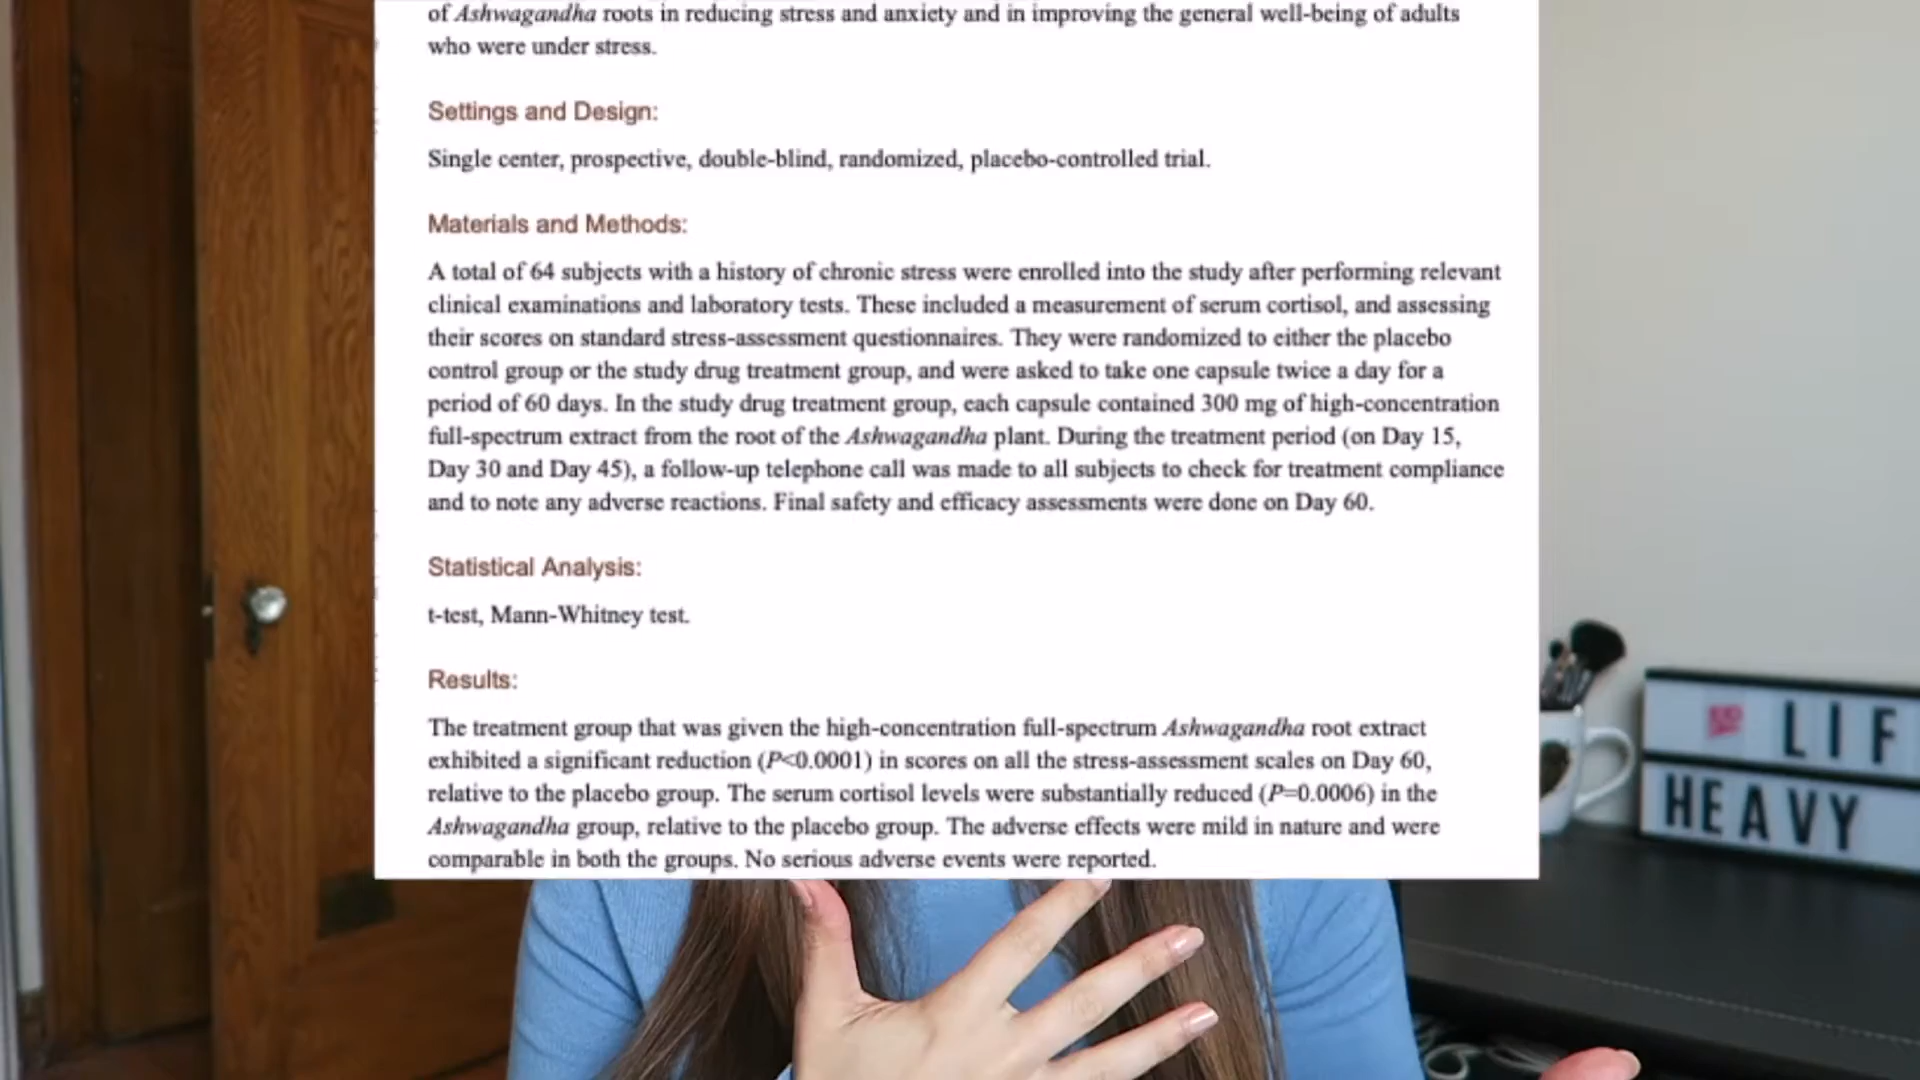 of Ashwagandha roots in reducing stress and anxiety and in improving the general well-being of adults
who were under stress.
Settings and Design:
Single center, prospective, double-blind, randomized, placebo-controlled trial.
Materials and Methods:
A total of 64 subjects with a history of chronic stress were enrolled into the study after performing relevant
clinical examinations and laboratory tests. These included a measurement of serum cortisol, and assessing
their scores on standard stress-assessment questionnaires. They were randomized to either the placebo
control group or the study drug treatment group, and were asked to take one capsule twice a day for a
period of 60 days. In the study drug treatment group, each capsule contained 300 mg of high-concentration
full-spectrum extract from the root of the Ashwagandha plant. During the treatment period (on Day 15,
Day 30 and Day 45), a follow-up telephone call was made to all subjects to check for treatment compliance
and to note any adverse reactions. Final safety and efficacy assessments were done on Day 60.
Statistical Analysis:
t-test, Mann-Whitney test.
Results:
The treatment group that was given the high-concentration full-spectrum Ashwagandha root extract
exhibited a significant reduction (P<0.0001) in scores on all the stress-assessment scales on Day 60,
relative to the placebo group. The serum cortisol levels were substantially reduced (P=0.0006) in the
Ashwagandha group, relative to the placebo group. The adverse effects were mild in nature and were
comparable in both the groups. No serious adverse events were reported.
LIF
HEAVY